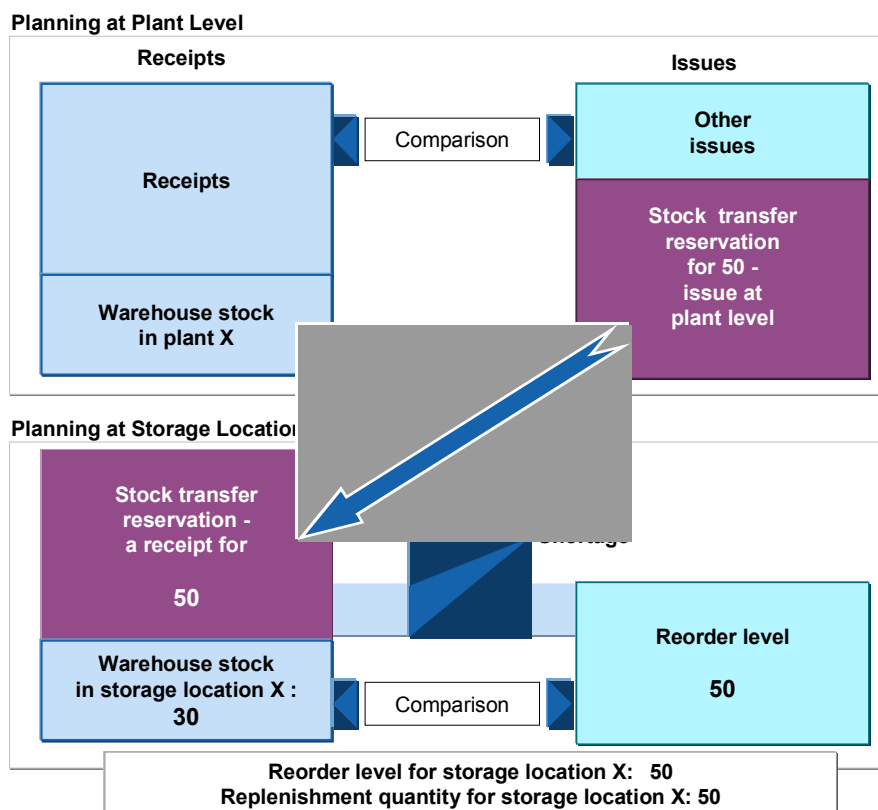 Planning at Plant Level
Receipts
Issues
Receipts
Comparison
Other
issues
Warehouse stock
in plant X
Stock transfer
reservation
for 50 -
issue at
plant level
Planning at Storage Location
Stock transfer
reservation -
a receipt for
50
Warehouse stock
in storage location X :
30
Comparison
Reorder level
50
Reorder level for storage location X: 50
Replenishment quantity for storage location X: 50